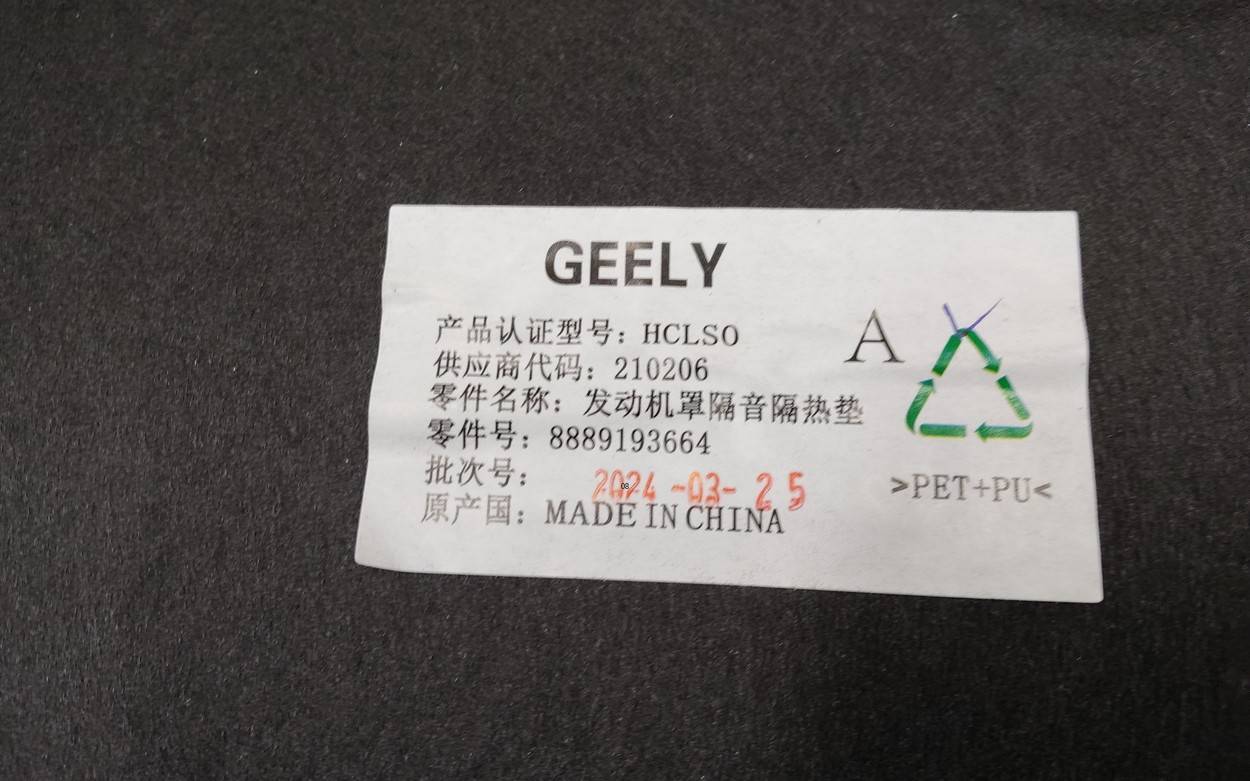 GEELY
产品认证型号：HCLSO
供应商代码：210206
零件名称：发动机罩隔音隔热垫
零件号：8889193664
批次号：2024-03-25
原产国：MADE IN CHINA
A
>PET+PU<